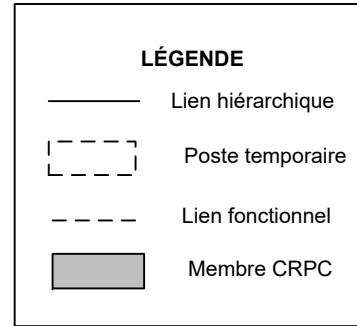 LÉGENDE
Lien hiérarchique
Poste temporaire
Lien fonctionnel
Membre CRPC